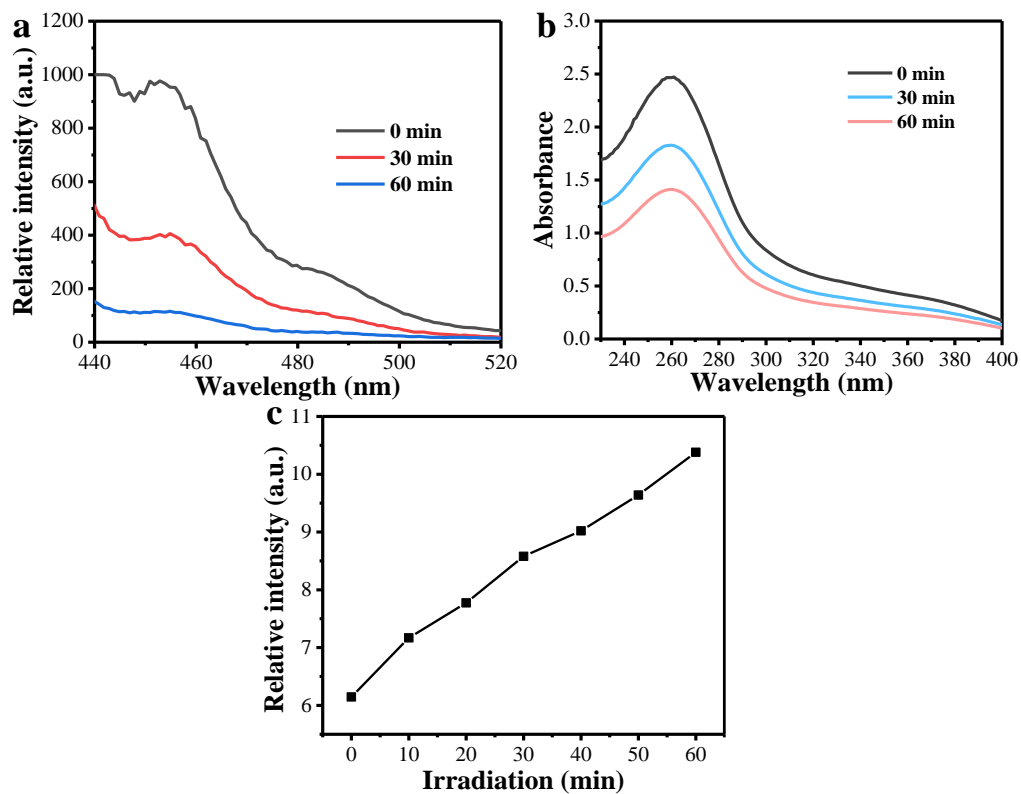 a
1200
1000
800
600
400
200
0
440 460 480 500 520
Relative intensity (a.u.)
Wavelength (nm)
0 min
30 min
60 min
b
3.0
2.5
2.0
1.5
1.0
0.5
0.0
240 260 280 300 320 340 360 380 400
Absorbance
Wavelength (nm)
0 min
30 min
60 min
c
11
10
9
8
7
6
0 10 20 30 40 50 60
Relative intensity (a.u.)
Irradiation (min)